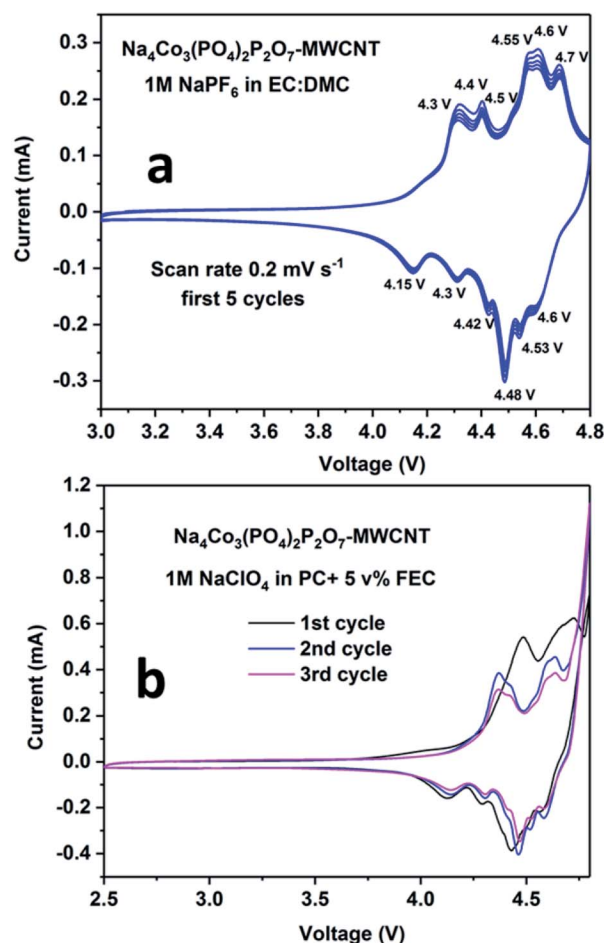 Na₄Co₃(PO₄)₂P₂O₇-MWCNT
1M NaPF₆ in EC:DMC
a
4.3 V
4.4 V
4.5 V
4.55 V
4.6 V
4.7 V
Scan rate 0.2 mV s⁻¹
first 5 cycles
4.15 V
4.3 V
4.42 V
4.48 V
4.53 V
4.6 V
Current (mA)
0.3
0.2
0.1
0.0
-0.1
-0.2
-0.3
3.0 3.2 3.4 3.6 3.8 4.0 4.2 4.4 4.6 4.8
Voltage (V)
Na₄Co₃(PO₄)₂P₂O₇-MWCNT
1M NaClO₄ in PC+ 5 v% FEC
1st cycle
2nd cycle
3rd cycle
b
Current (mA)
1.2
1.0
0.8
0.6
0.4
0.2
0.0
-0.2
-0.4
2.5 3.0 3.5 4.0 4.5
Voltage (V)